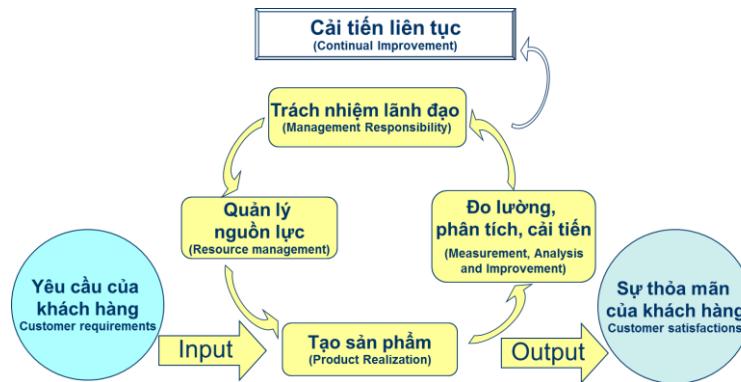 Cải tiến liên tục
(Continual Improvement)
Trách nhiệm lãnh đạo
(Management Responsibility)
Quản lý
nguồn lực
(Resource management)
Đo lường,
phân tích, cải tiến
(Measurement, Analysis
and Improvement)
Yêu cầu của
khách hàng
Customer requirements
Sự thỏa mãn
của khách hàng
Customer satisfactions
Input
Tạo sản phẩm
(Product Realization)
Output